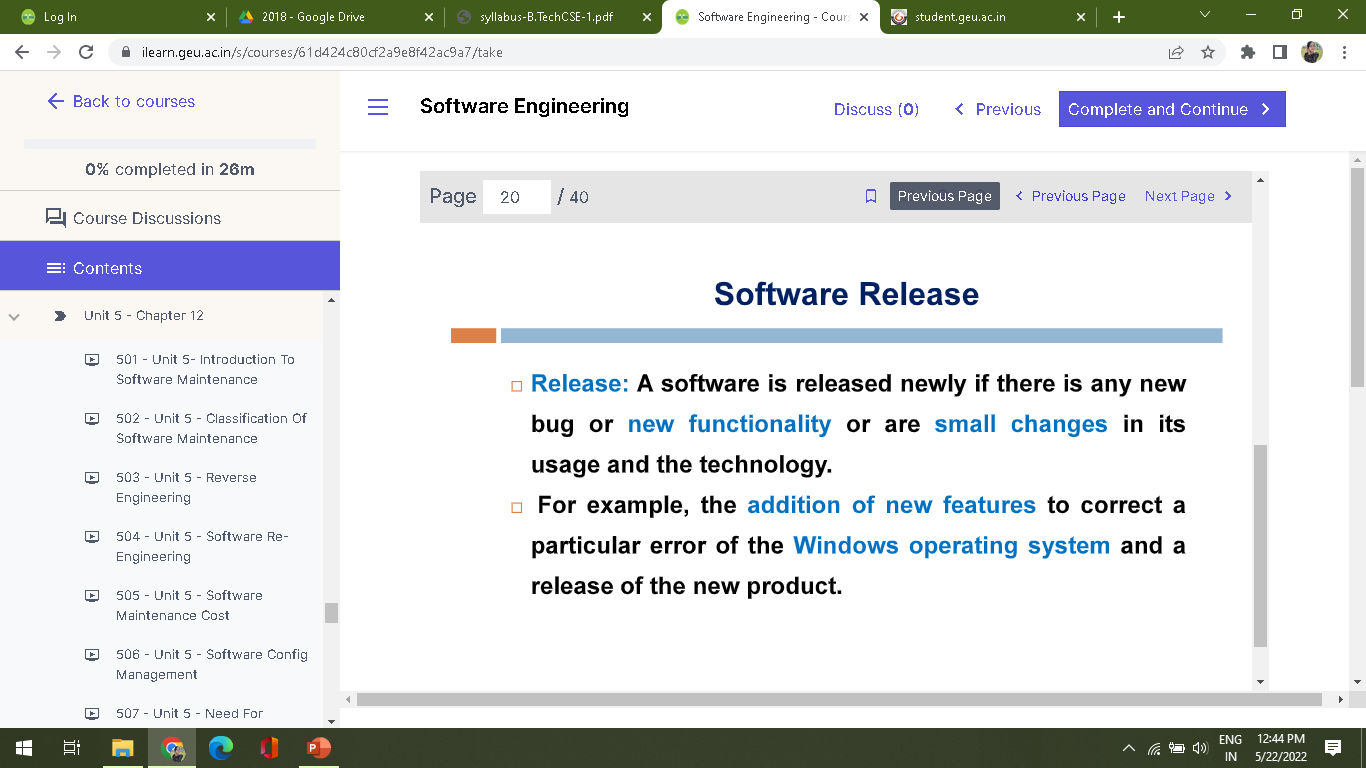 Log In
2018 - Google Drive
syllabus-B.TechCSE-1.pdf
Software Engineering - Cour
student.geu.ac.in
ilearn.geu.ac.in/s/courses/61d424c80cf2a9e8f42ac9a7/take
Back to courses
0% completed in 26m
Course Discussions
Contents
Unit 5 - Chapter 12
501 - Unit 5- Introduction To
Software Maintenance
502 - Unit 5 - Classification Of
Software Maintenance
503 - Unit 5 - Reverse
Engineering
504 - Unit 5 - Software Re-
Engineering
505 - Unit 5 - Software
Maintenance Cost
506 - Unit 5 - Software Config
Management
507 - Unit 5 - Need For
Software Engineering
Discuss (0)
Previous
Complete and Continue
Page 20 / 40
Previous Page
Previous Page
Next Page
Software Release
Release: A software is released newly if there is any new
bug or new functionality or are small changes in its
usage and the technology.
For example, the addition of new features to correct a
particular error of the Windows operating system and a
release of the new product.
ENG
IN
12:44 PM
5/22/2022